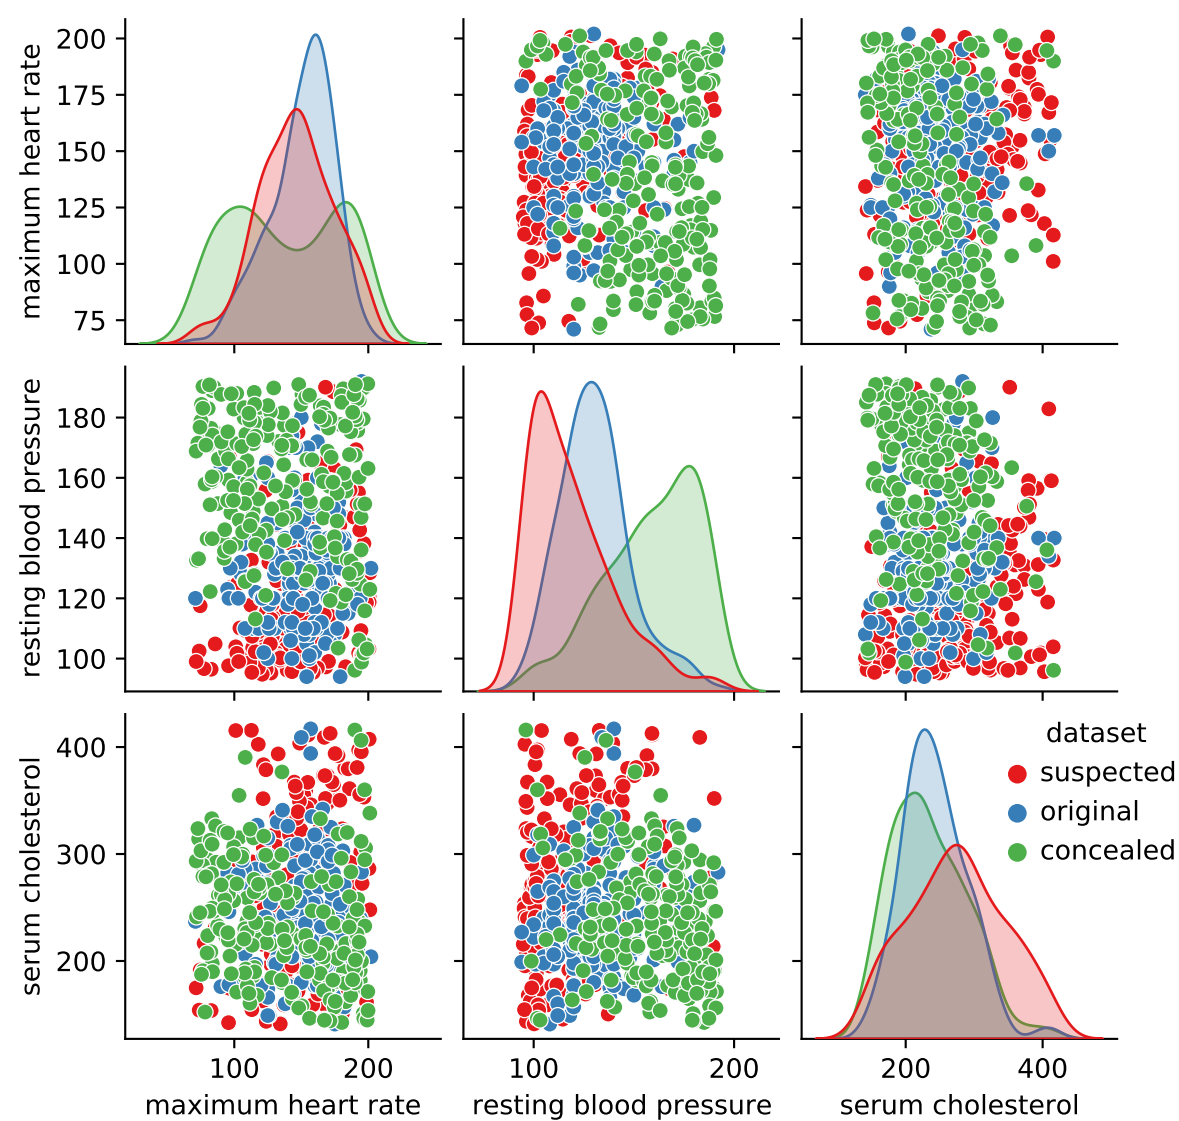 maximum heart rate
200
175
150
125
100
75
resting blood pressure
180
160
140
120
100
serum cholesterol
400
300
200
dataset
suspected
original
concealed
100
200
100
200
200
400
maximum heart rate
resting blood pressure
serum cholesterol